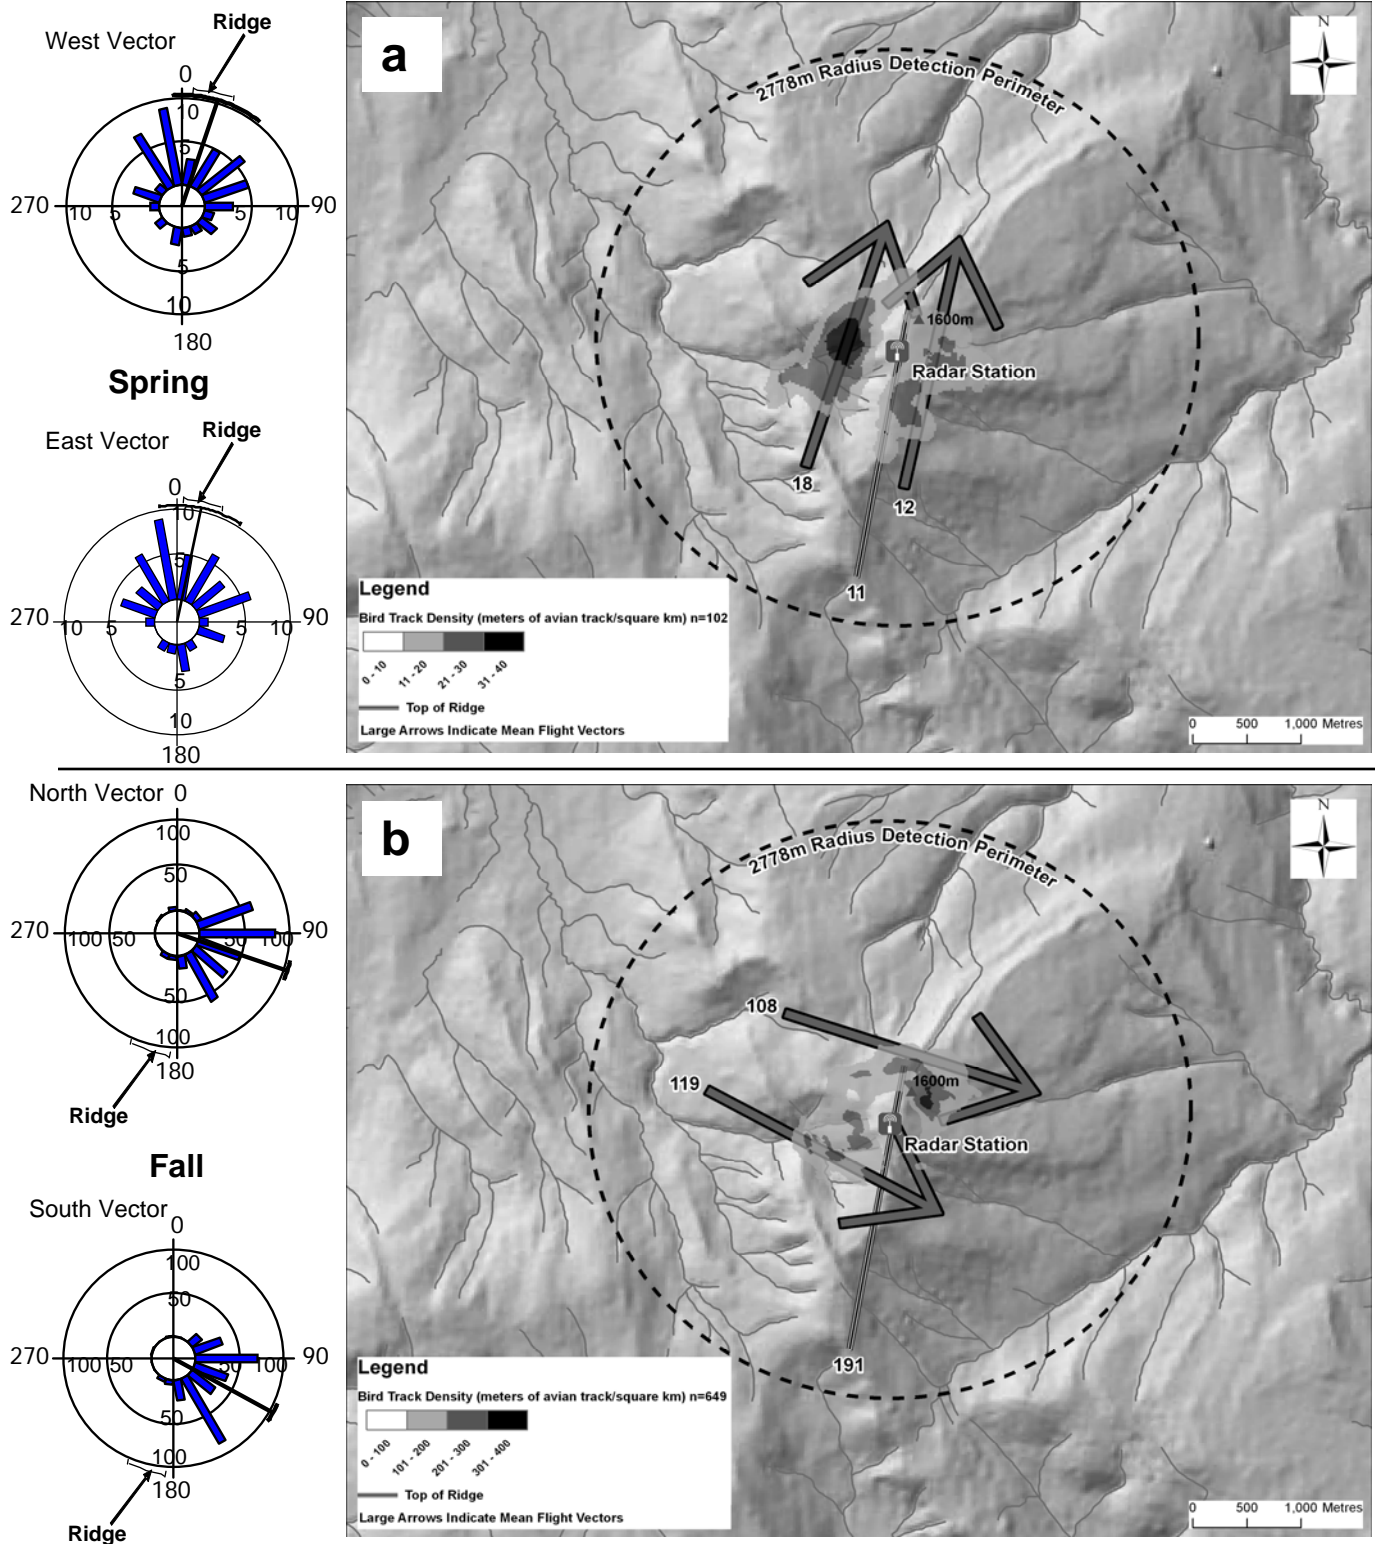 West Vector
Ridge
0
10
5
270
10
5
5
10
90
5
10
180
Spring
East Vector
Ridge
0
10
5
270
10
5
5
10
90
5
10
180
a
N
2778m Radius Detection Perimeter
1600m
Radar Station
18
12
11
Legend
Bird Track Density (meters of avian track/square km) n=102
0 - 10
11 - 20
21 - 30
31 - 40
Top of Ridge
Large Arrows Indicate Mean Flight Vectors
0 500 1,000 Metres
North Vector
0
100
50
270
100
50
50
100
90
50
100
180
Ridge
Fall
South Vector
0
100
50
270
100
50
50
100
90
50
100
180
Ridge
b
N
2778m Radius Detection Perimeter
108
119
1600m
Radar Station
191
Legend
Bird Track Density (meters of avian track/square km) n=649
0 - 100
101 - 200
201 - 300
301 - 400
Top of Ridge
Large Arrows Indicate Mean Flight Vectors
0 500 1,000 Metres